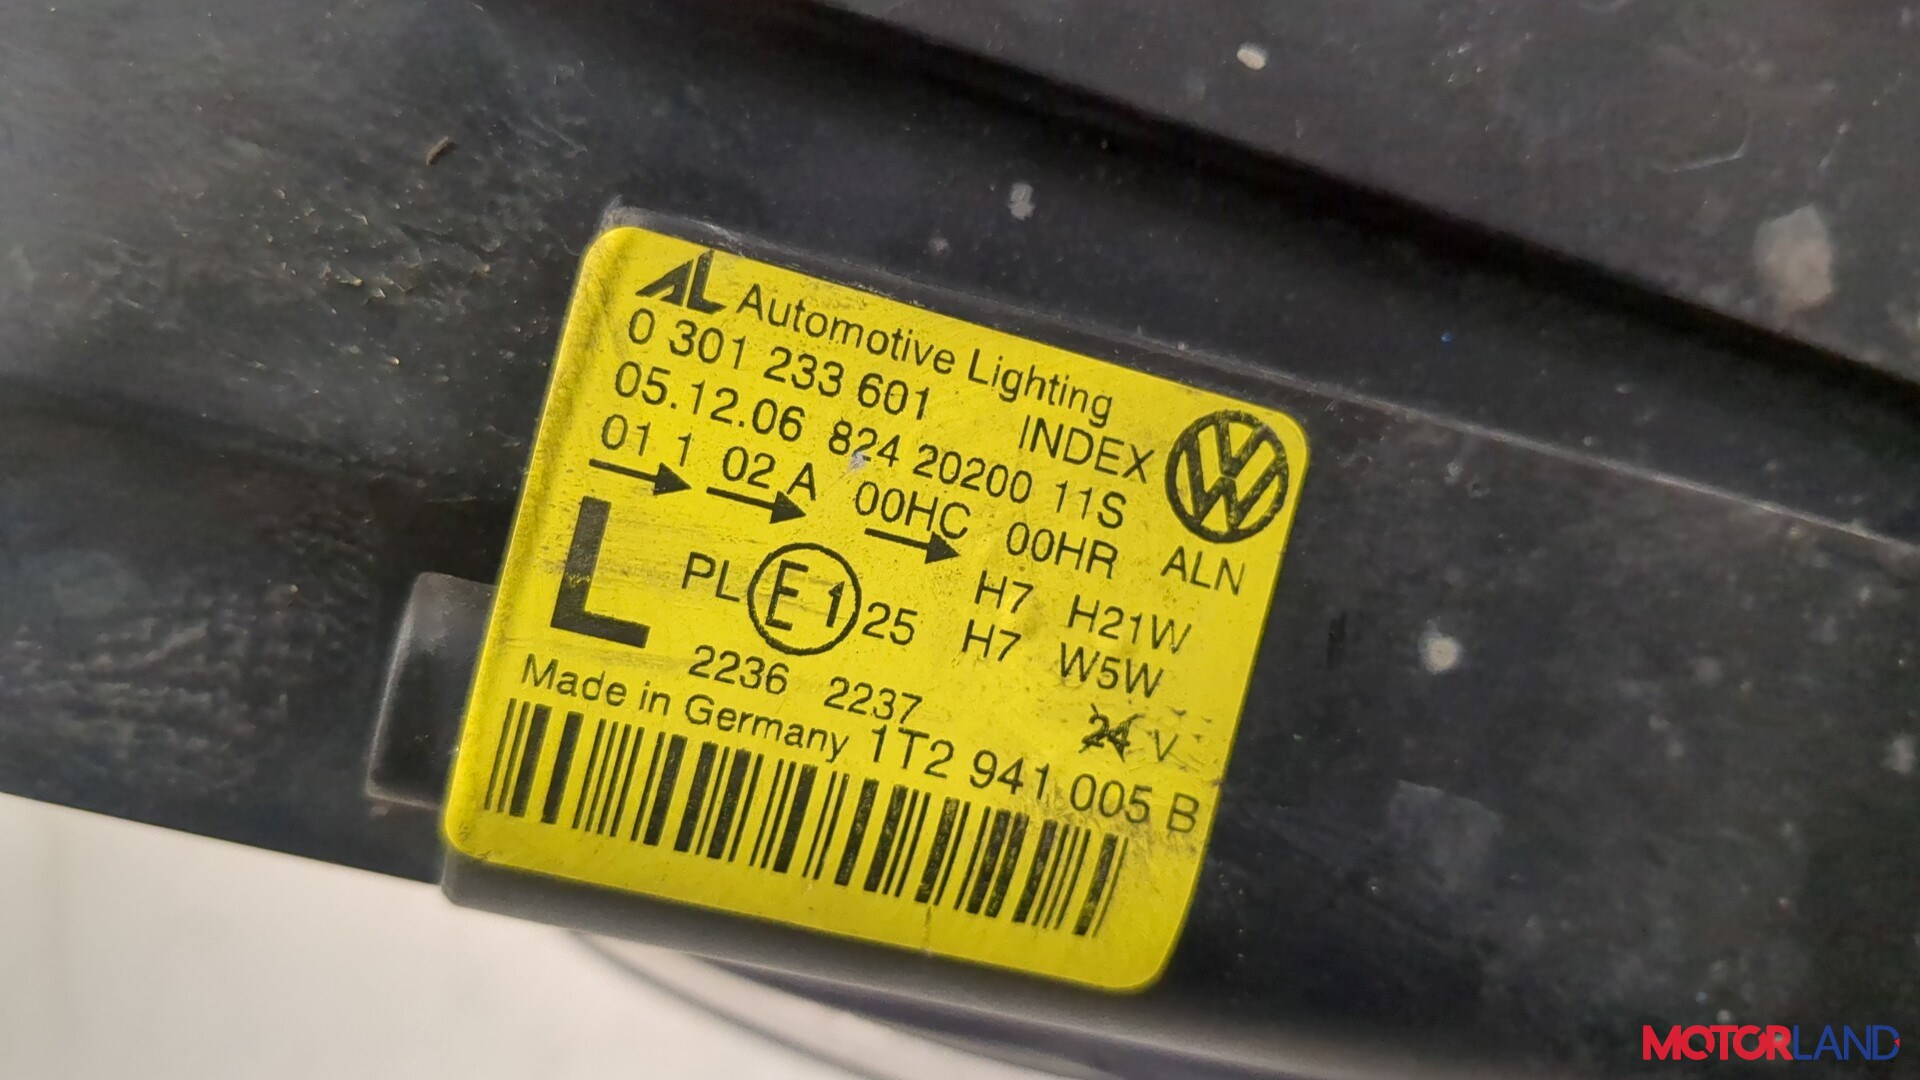 AL Automotive Lighting
0 301 233 601 INDEX
05.12.06 824 20200 11S
01 1 02 A 00HC 00HR ALN
L PL E1 25 H7 H21W
H7 W5W
2236 2237 24 V
Made in Germany 1T2 941 005 B
MOTORLAND